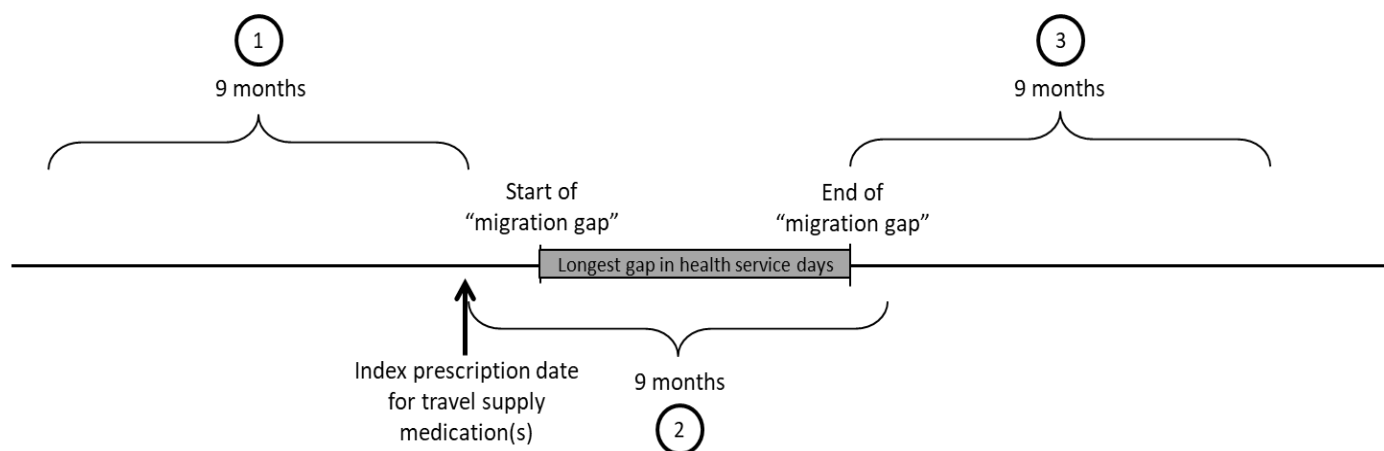 1
9 months
3
9 months
Start of
“migration gap”
End of
“migration gap”
Longest gap in health service days
Index prescription date
for travel supply
medication(s)
9 months
2